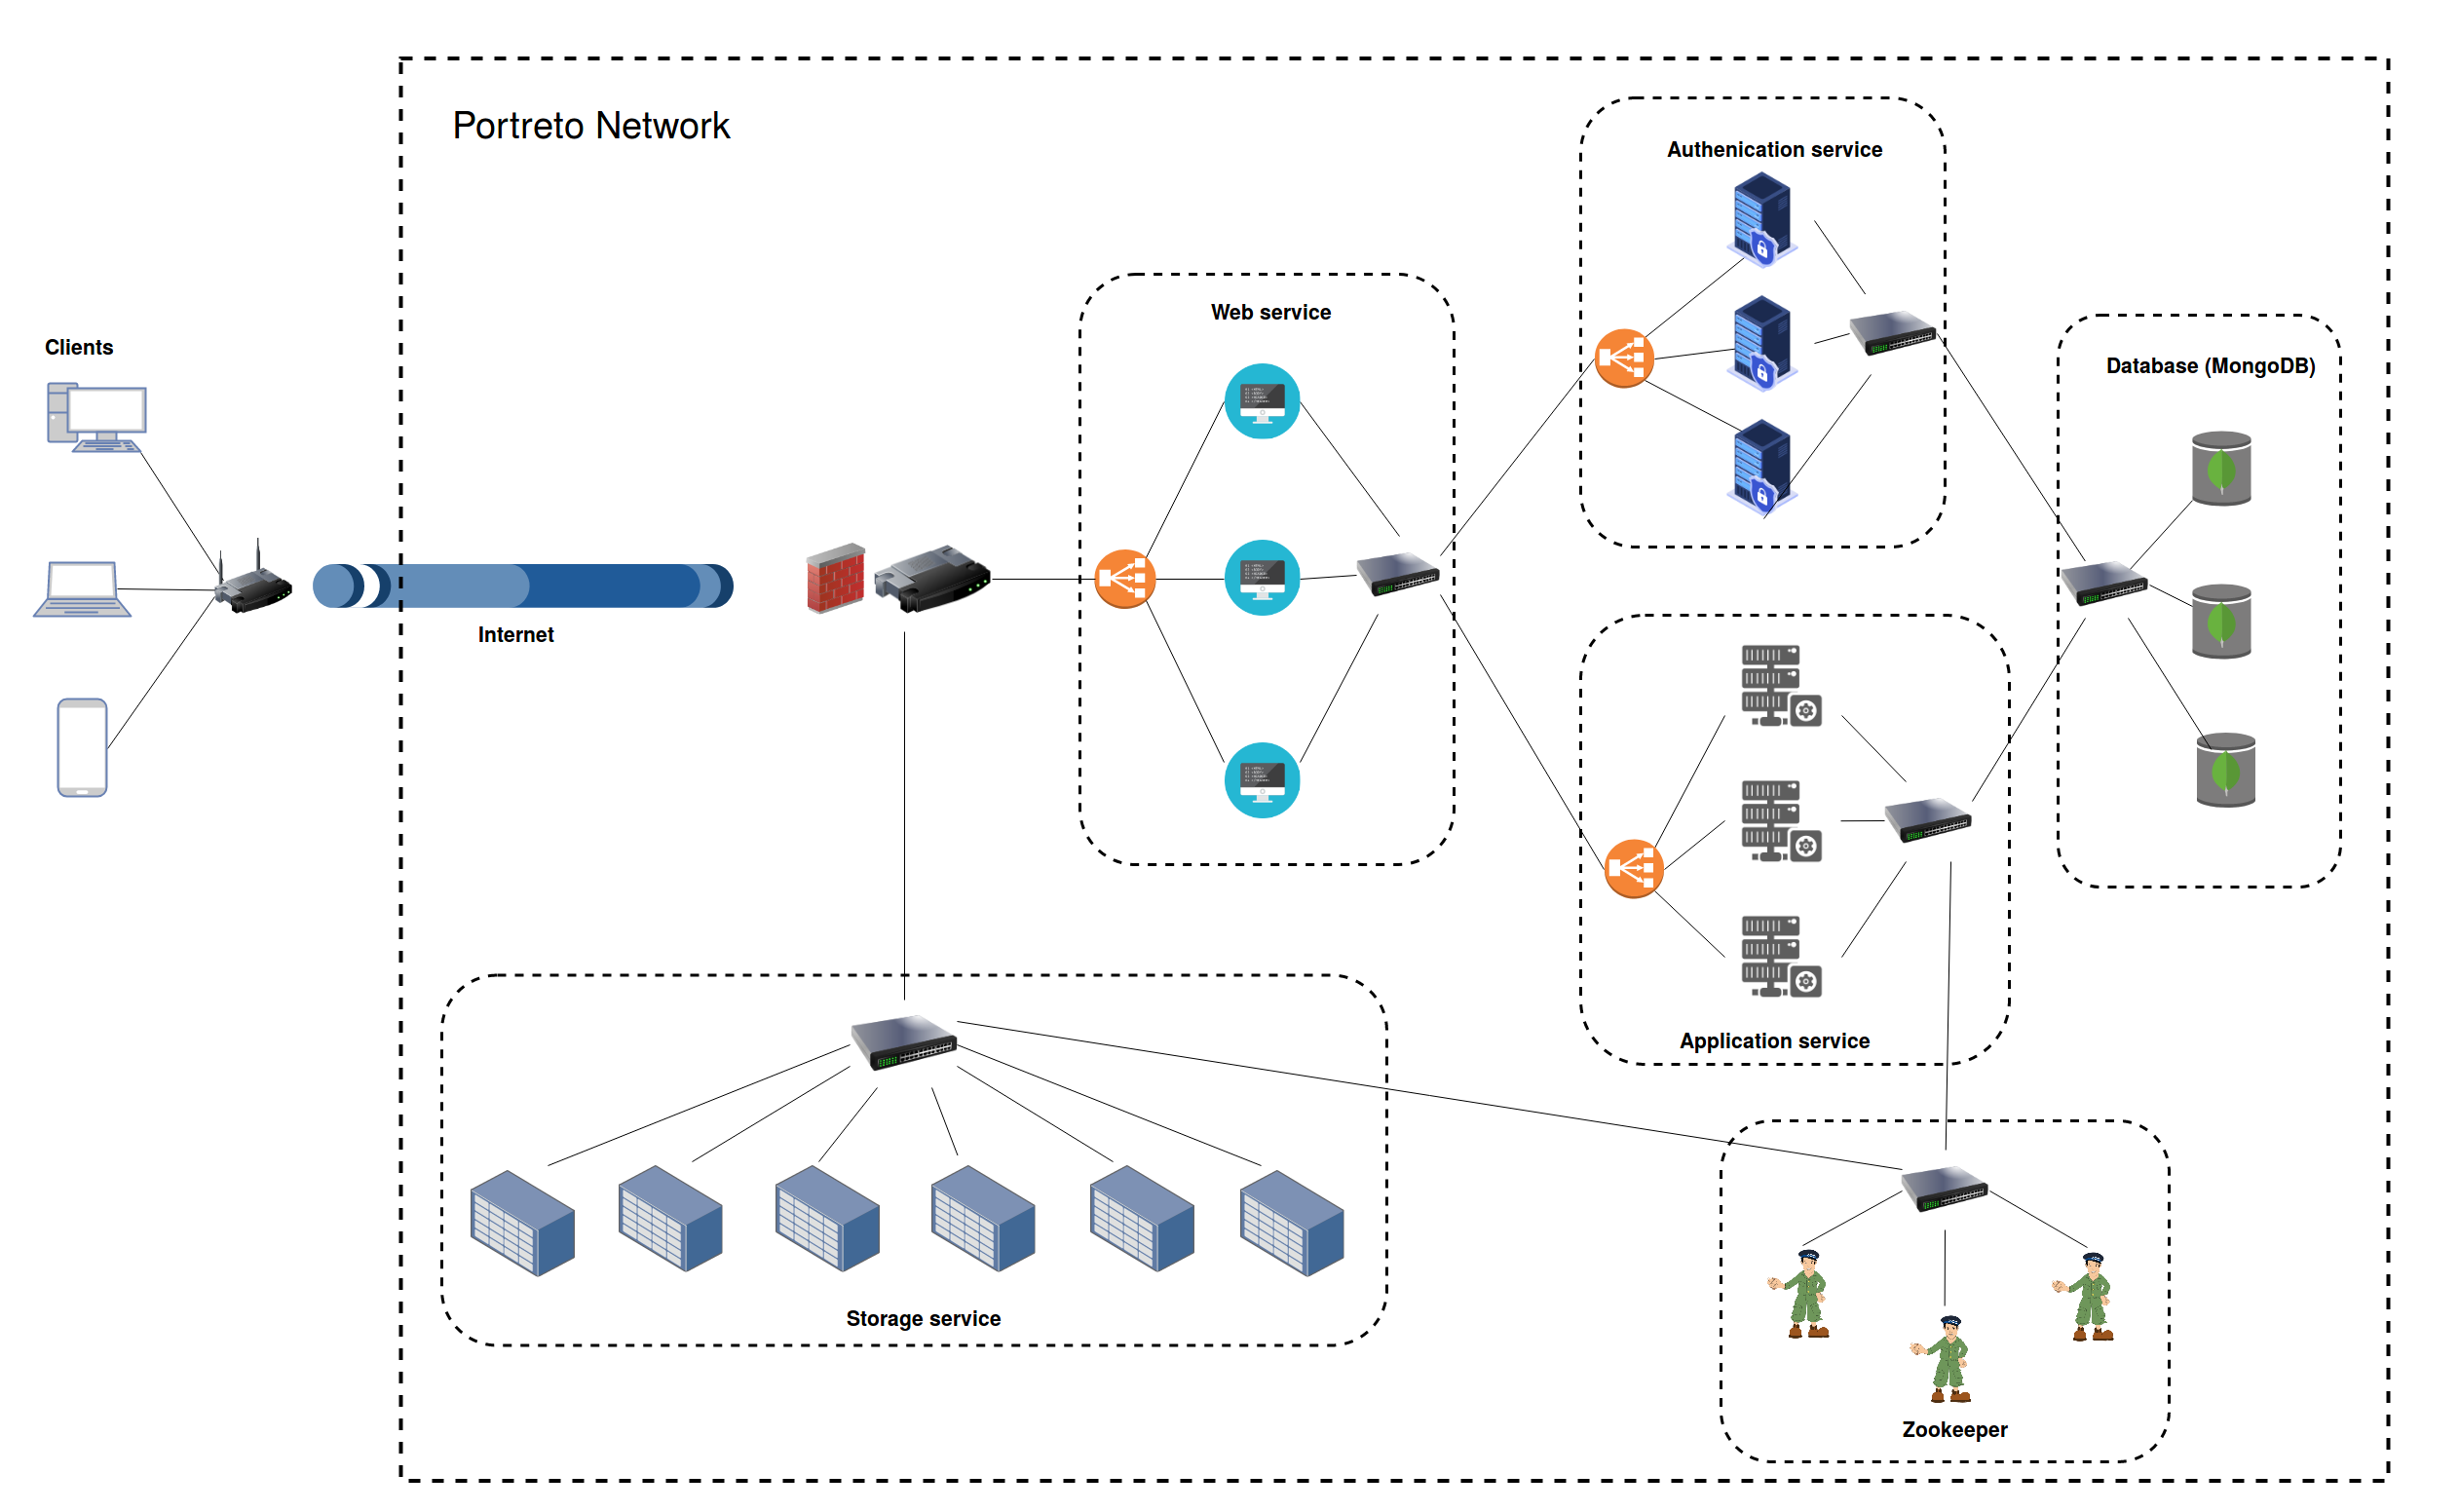 Portreto Network
Authenication service
Web service
Clients
Database (MongoDB)
Internet
Application service
Storage service
Zookeeper